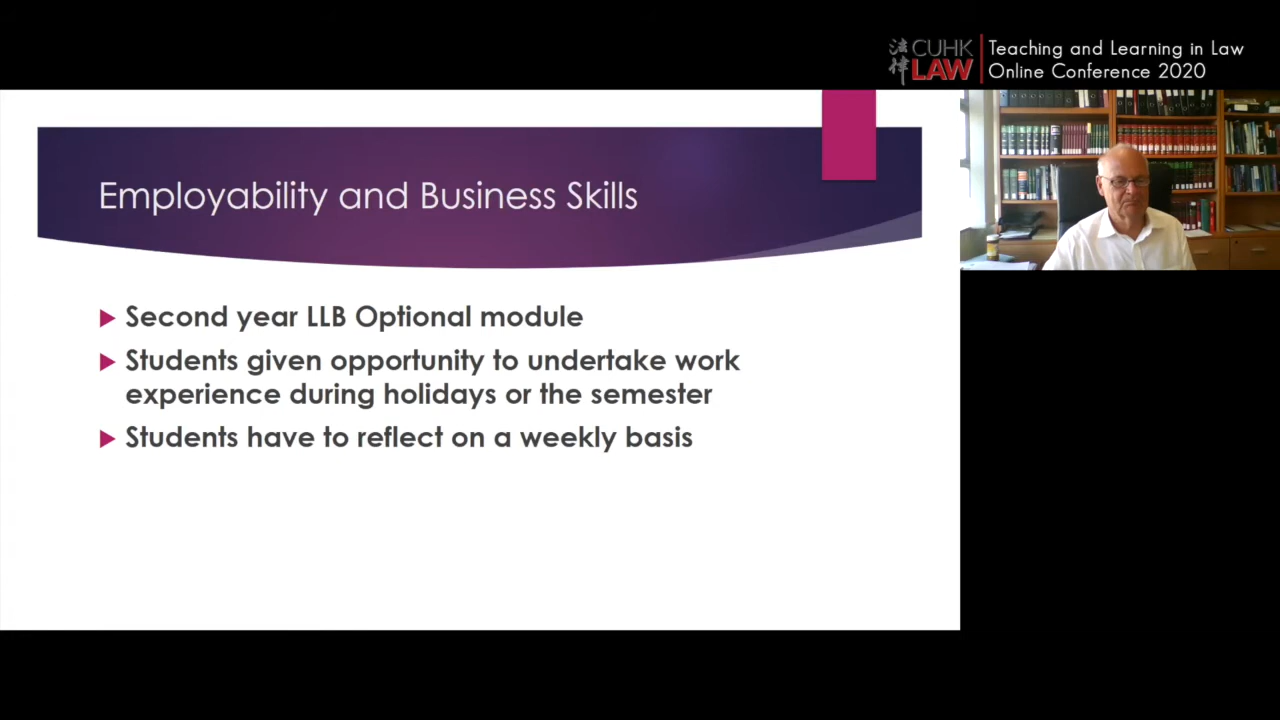 法律
CUHK
LAW
Teaching and Learning in Law
Online Conference 2020
Employability and Business Skills
Second year LLB Optional module
Students given opportunity to undertake work
experience during holidays or the semester
Students have to reflect on a weekly basis